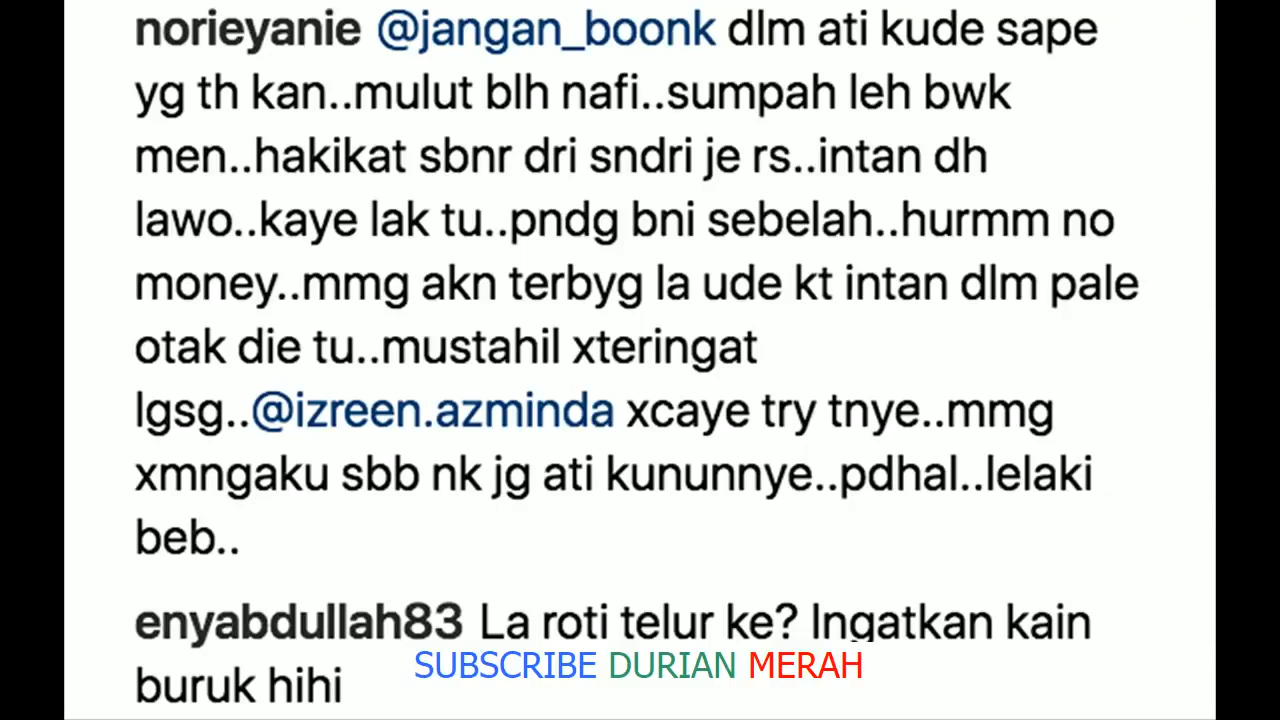 norieyanie @jangan_boonk dlm ati kude sape
yg th kan..mulut blh nafi..sumpah leh bwk
men..hakikat sbnr dri sndri je rs..intan dh
lawo..kaye lak tu..pndg bni sebelah..hurmm no
money..mmg akn terbyg la ude kt intan dlm pale
otak die tu..mustahil xteringat
lgsg..@izreen.azminda xcaye try tnye..mmg
xmngaku sbb nk jg ati kununnye..pdhal..lelaki
beb..
enyabdullah83 La roti telur ke? Ingatkan kain
buruk hihi
SUBSCRIBE DURIAN MERAH